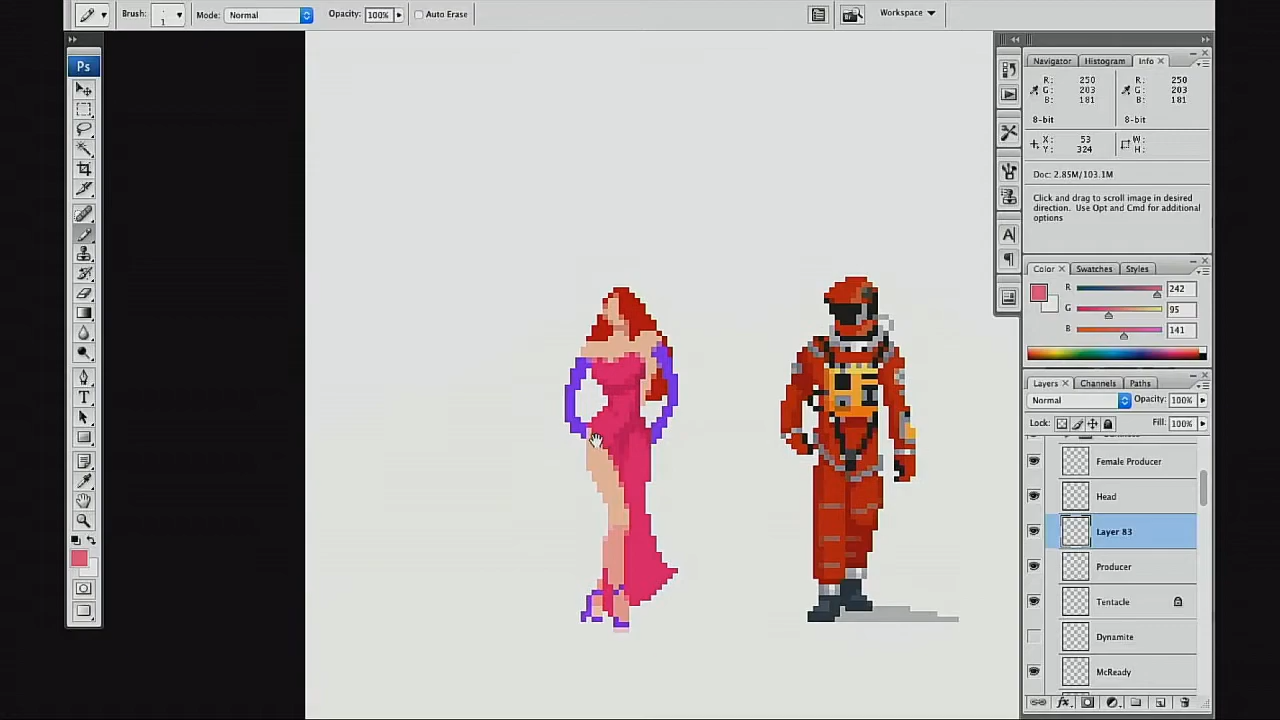 Brush: 1 Mode: Normal Opacity: 100% Auto Erase Workspace
Ps
Navigator Histogram Info
R: 250 R: 250
G: 203 G: 203
B: 181 B: 181
8-bit 8-bit
X: 53 W:
Y: 324 H:
Doc: 2.85M/103.1M
Click and drag to scroll image in desired
direction. Use Opt and Cmd for additional
options
Color Swatches Styles
R 242
G 95
B 141
Layers Channels Paths
Normal Opacity: 100%
Lock: Fill: 100%
Female Producer
Head
Layer 83
Producer
Tentacle
Dynamite
McReady